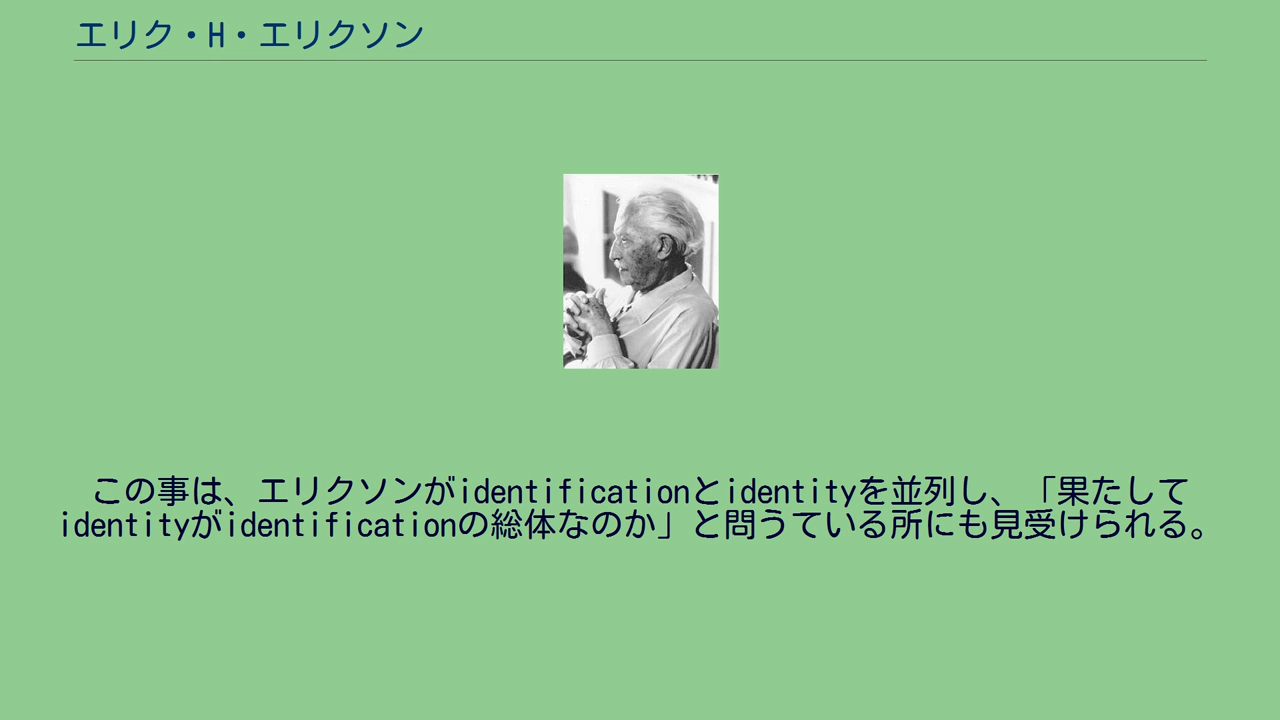 エリク・H・エリクソン
この事は、エリクソンがidentificationとidentityを並列し、「果たして
identityがidentificationの総体なのか」と問うている所にも見受けられる。